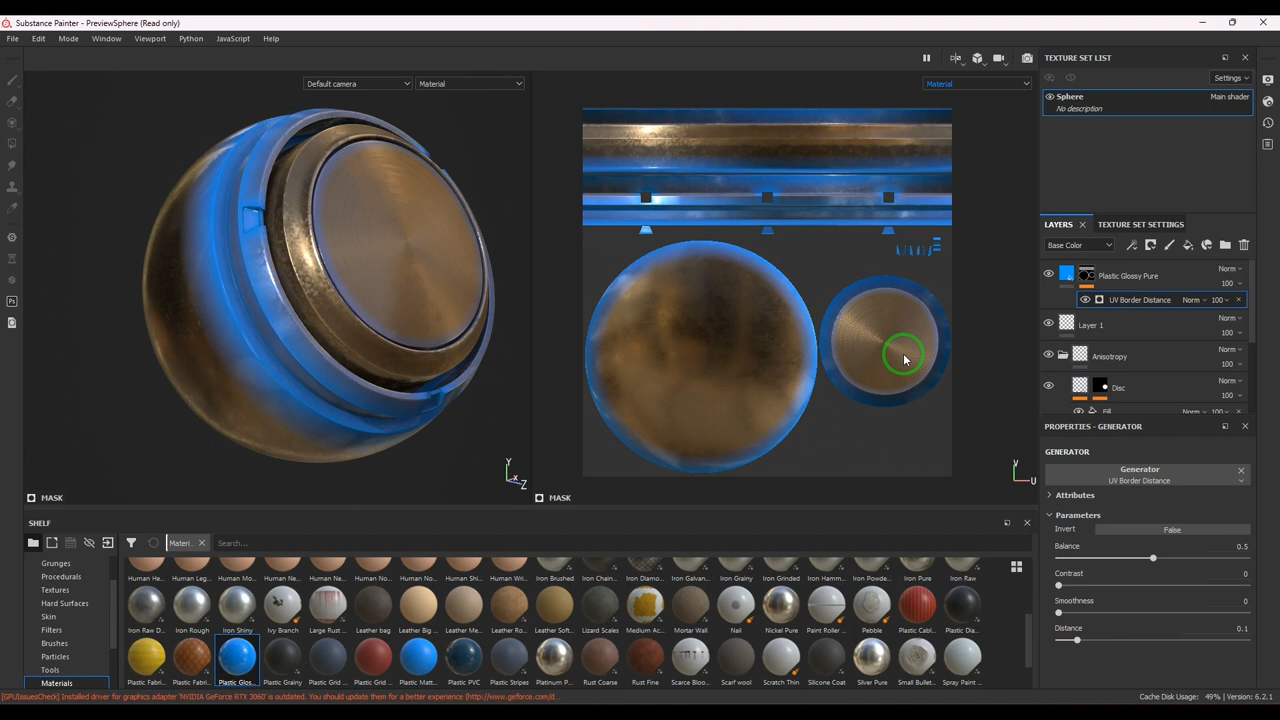 Substance Painter - PreviewSphere (Read only)
File Edit Mode Window Viewport Python JavaScript Help
TEXTURE SET LIST
Default camera Material Material
Settings
Sphere Main shader
No description
LAYERS TEXTURE SET SETTINGS
Base Color
Plastic Glossy Pure Norm
100
UV Border Distance Norm 100
Layer 1 Norm
100
Anisotropy Norm
100
Disc Norm
100
Fill Norm 100
PROPERTIES - GENERATOR
GENERATOR
Generator
UV Border Distance
Attributes
Parameters
Invert False
Balance 0.5
Contrast 0
Smoothness 0
Distance 0.1
Y
X
Z
V
U
MASK MASK
SHELF
Materi... Search...
Grunges
Procedurals
Textures
Hard Surfaces
Skin
Filters
Brushes
Particles
Tools
Materials
Human He... Human Leg... Human Mo... Human Ne... Human Ne... Human No... Human No... Human Shi... Human Wri... Iron Brushed Iron Chain... Iron Diamo... Iron Galvan... Iron Grainy Iron Grinded Iron Hamm... Iron Powde... Iron Pure Iron Raw
Iron Raw D... Iron Rough Iron Shiny Ivy Branch Large Rust ... Leather bag Leather Big ... Leather Me... Leather Ro... Leather Soft... Lizard Scales Medium Ac... Mortar Wall Nail Nickel Pure Paint Roller ... Pebble Plastic Cabl... Plastic Dia...
Plastic Fabri... Plastic Fabri... Plastic Glos... Plastic Grainy Plastic Grid ... Plastic Grid ... Plastic Matt... Plastic PVC Plastic Stripes Platinum P... Rust Coarse Rust Fine Scarce Bloo... Scarf wool Scratch Thin Silicone Coat Silver Pure Small Bullet... Spray Paint ...
[GPUIssuesCheck] Installed driver for graphics adapter 'NVIDIA GeForce RTX 3060' is outdated. You should update them for a better experience (http://www.geforce.com/d...
Cache Disk Usage: 49% | Version: 6.2.1